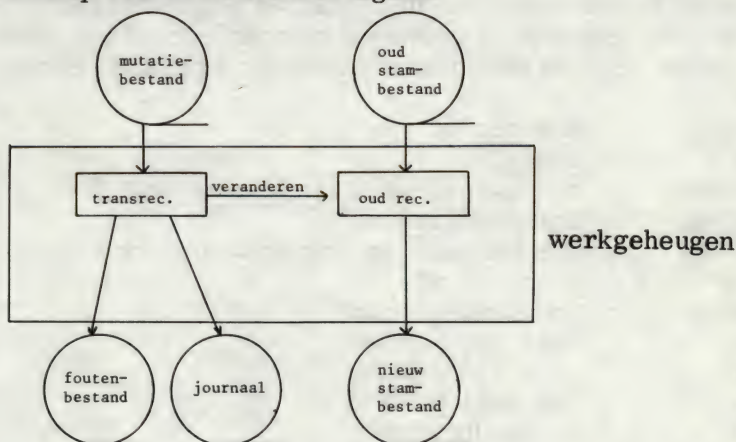 mutatie-
bestand
oud
stam-
bestand
transrec.
veranderen
oud rec.
werkgeheugen
fouten-
bestand
journaal
nieuw
stam-
bestand